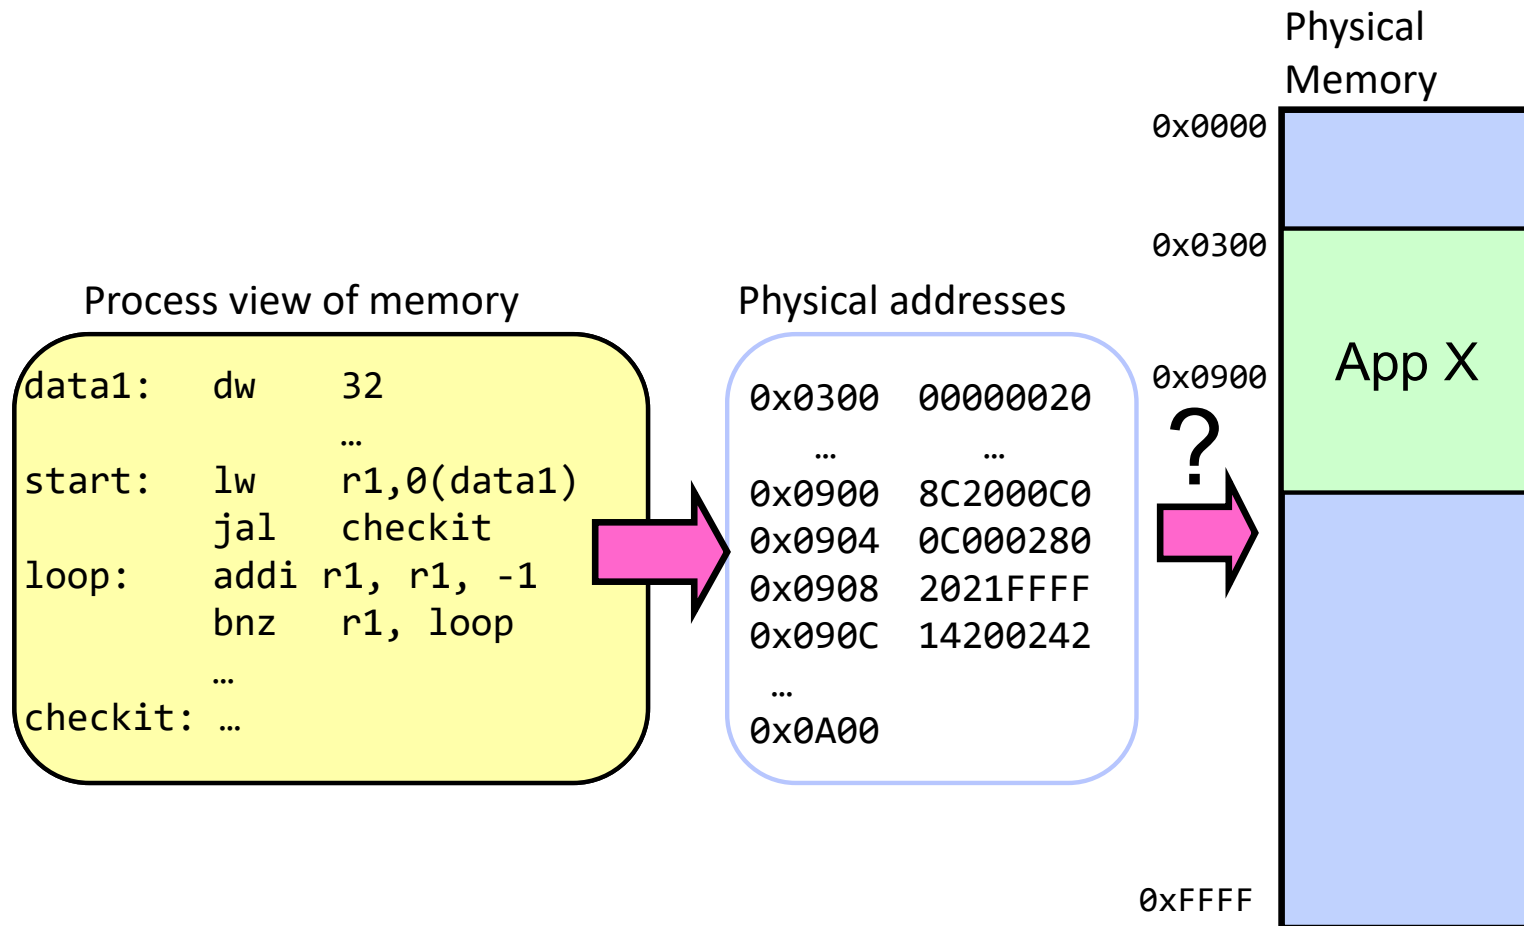 Physical
Memory
0x0000
0x0300
0x0900
App X
?
0xFFFF
Process view of memory
data1: dw 32
…
start: lw r1,0(data1)
jal checkit
loop: addi r1, r1, -1
bnz r1, loop
…
checkit: …
Physical addresses
0x0300 00000020
… …
0x0900 8C2000C0
0x0904 0C000280
0x0908 2021FFFF
0x090C 14200242
…
0x0A00